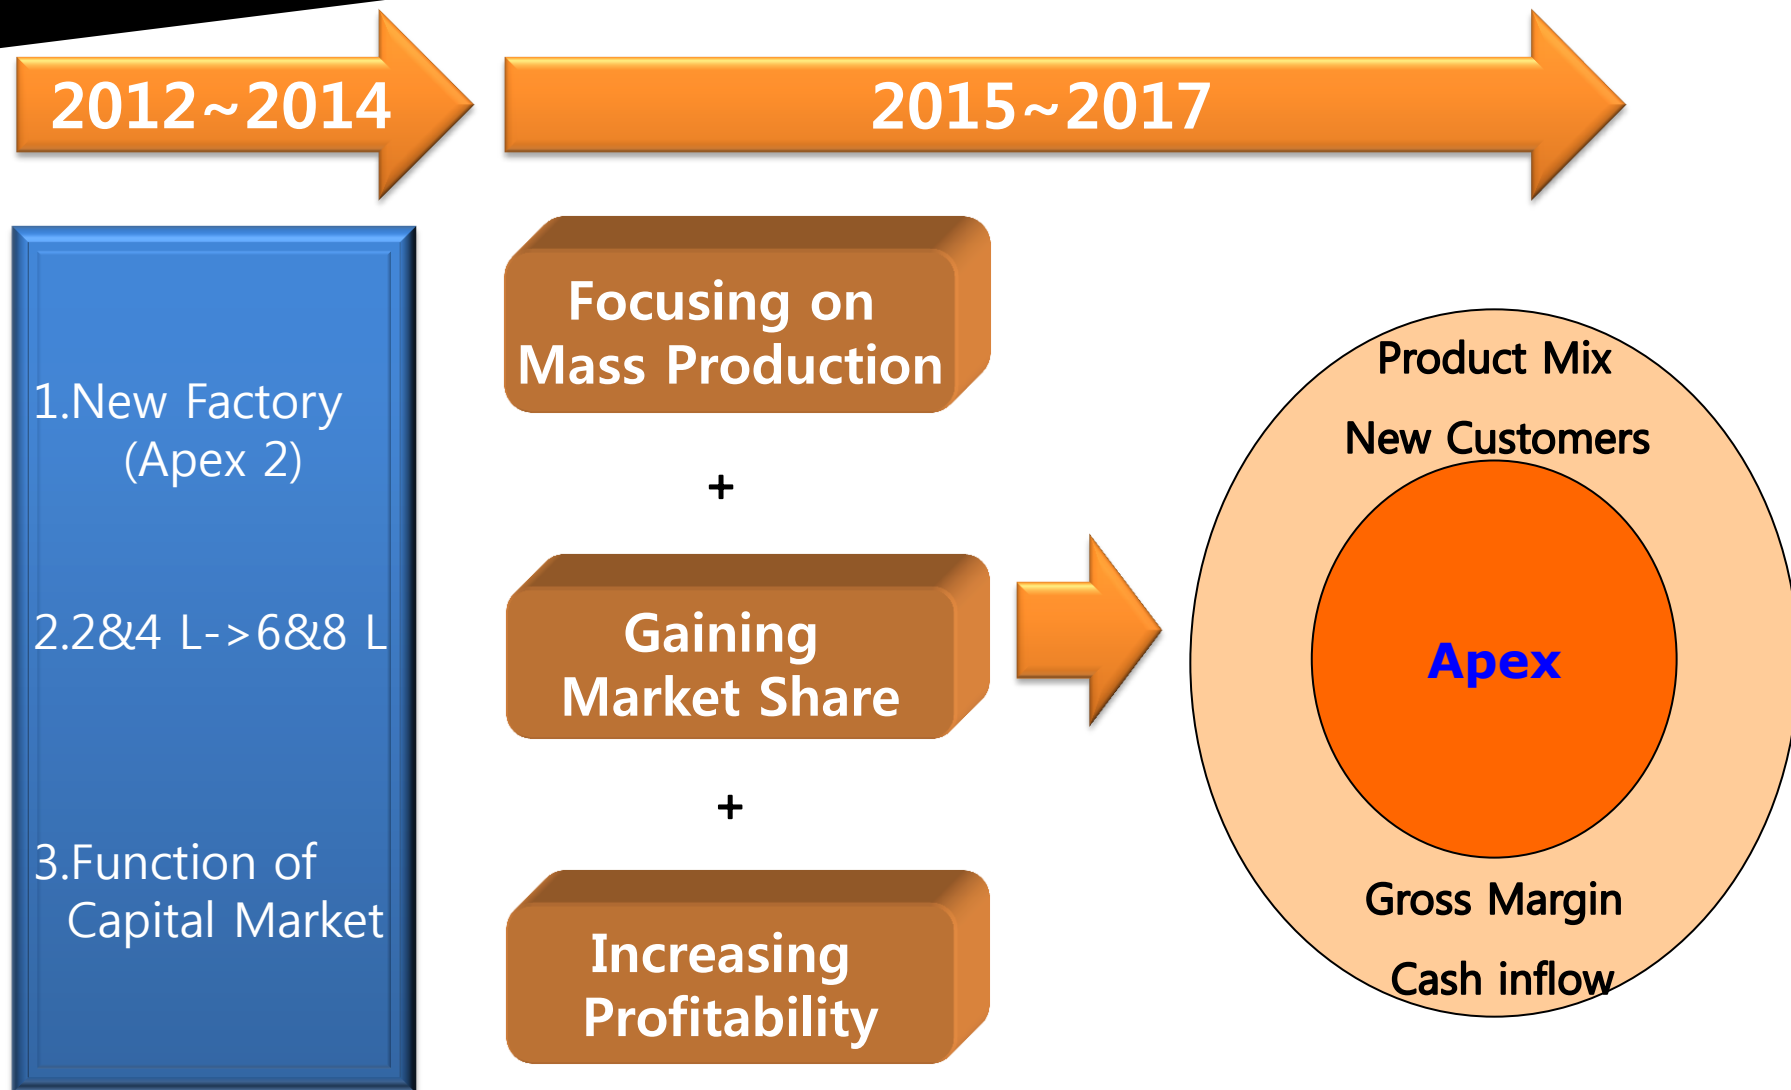 2012~2014
2015~2017
1.New Factory
(Apex 2)
2.2&4 L->6&8 L
3.Function of
Capital Market
Focusing on
Mass Production
+
Gaining
Market Share
+
Increasing
Profitability
Product Mix
New Customers
Apex
Gross Margin
Cash inflow